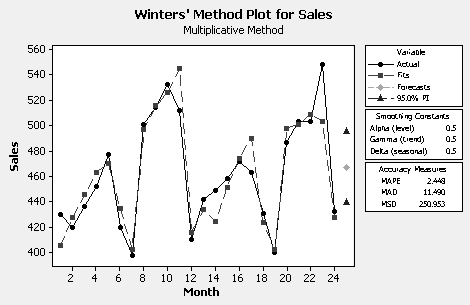 Winters' Method Plot for Sales
Multiplicative Method
560
540
520
500
480
460
440
420
400
Sales
2 4 6 8 10 12 14 16 18 20 22 24
Month
Variable
Actual
Fits
Forecasts
95.0% PI
Smoothing Constants
Alpha (level) 0.5
Gamma (trend) 0.5
Delta (seasonal) 0.5
Accuracy Measures
MAPE 2.448
MAD 11.490
MSD 250.953